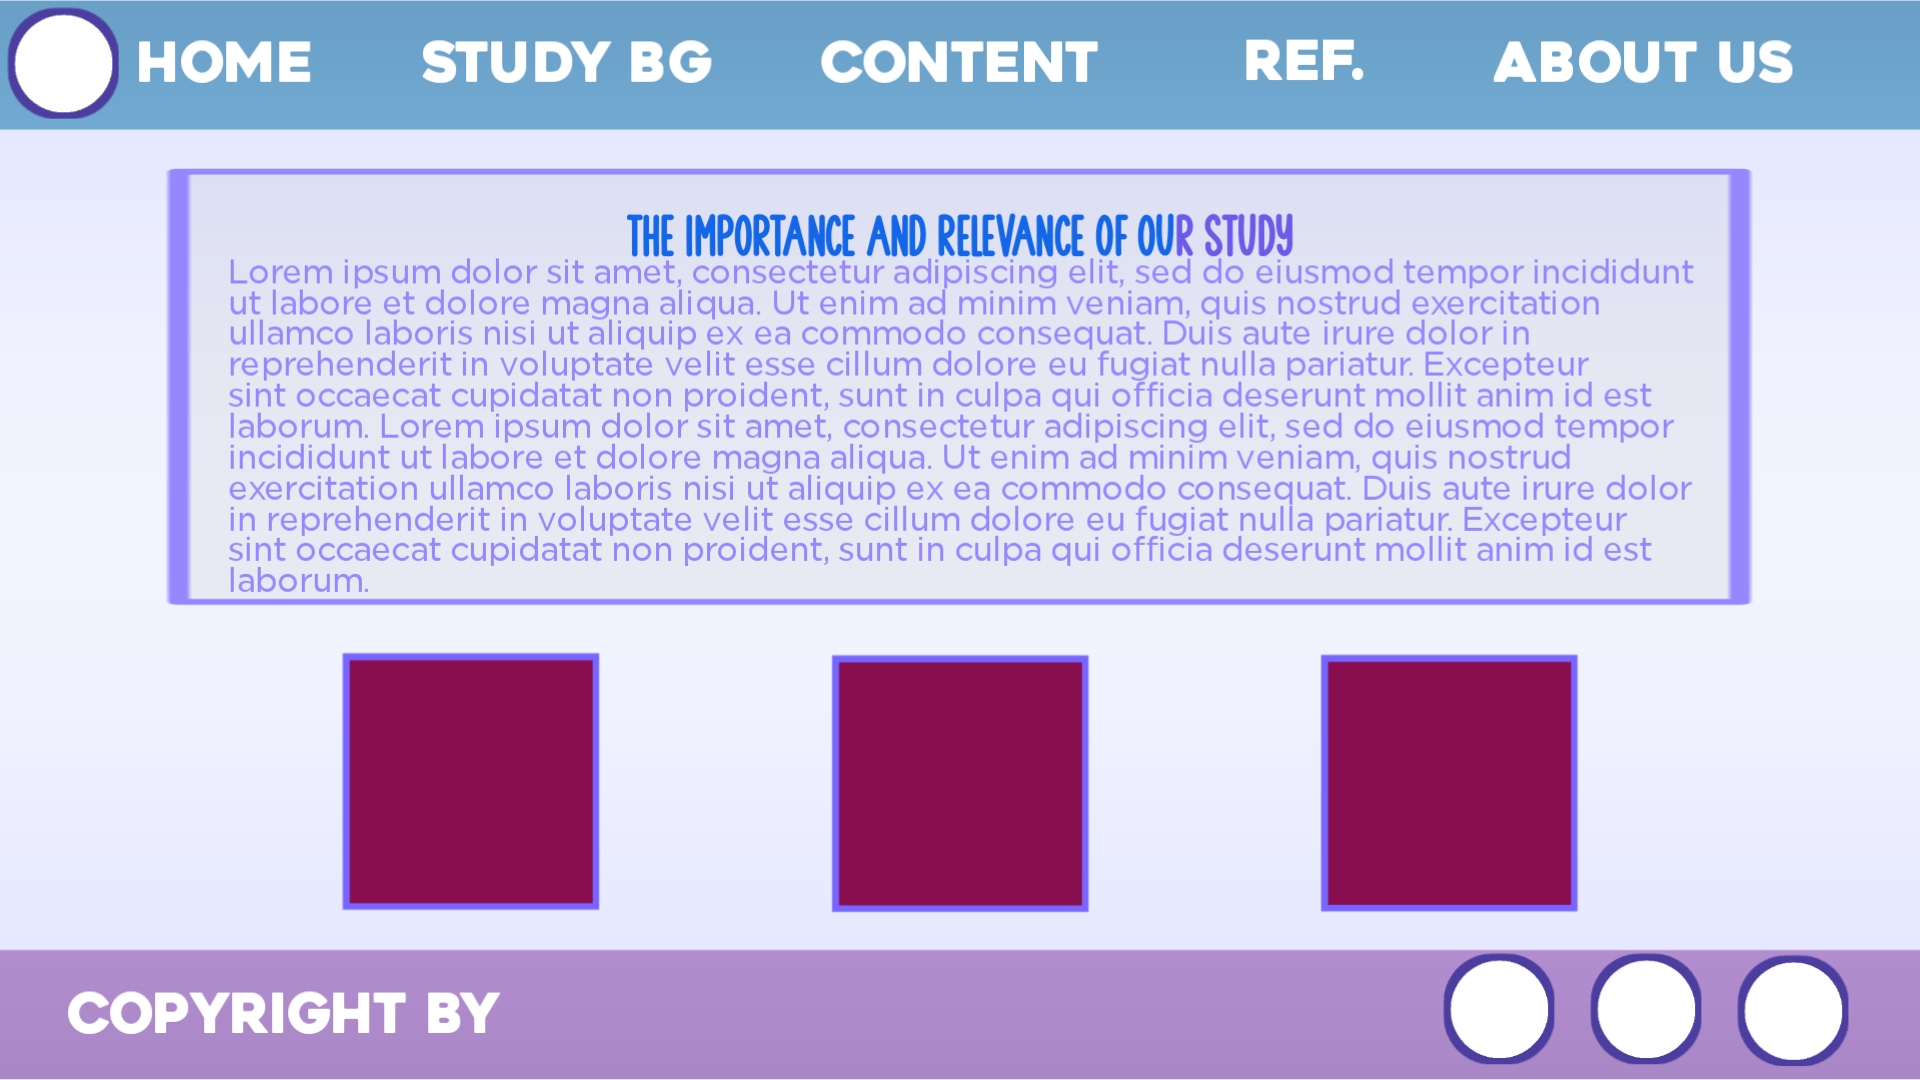 HOME STUDY BG CONTENT REF. ABOUT US
THE IMPORTANCE AND RELEVANCE OF OUR STUDY
Lorem ipsum dolor sit amet, consectetur adipiscing elit, sed do eiusmod tempor incididunt
ut labore et dolore magna aliqua. Ut enim ad minim veniam, quis nostrud exercitation
ullamco laboris nisi ut aliquip ex ea commodo consequat. Duis aute irure dolor in
reprehenderit in voluptate velit esse cillum dolore eu fugiat nulla pariatur. Excepteur
sint occaecat cupidatat non proident, sunt in culpa qui officia deserunt mollit anim id est
laborum. Lorem ipsum dolor sit amet, consectetur adipiscing elit, sed do eiusmod tempor
incididunt ut labore et dolore magna aliqua. Ut enim ad minim veniam, quis nostrud
exercitation ullamco laboris nisi ut aliquip ex ea commodo consequat. Duis aute irure dolor
in reprehenderit in voluptate velit esse cillum dolore eu fugiat nulla pariatur. Excepteur
sint occaecat cupidatat non proident, sunt in culpa qui officia deserunt mollit anim id est
laborum.
COPYRIGHT BY